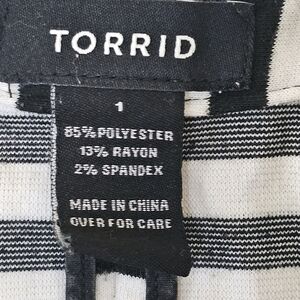 TORRID
1
85% POLYESTER
13% RAYON
2% SPANDEX
MADE IN CHINA
OVER FOR CARE